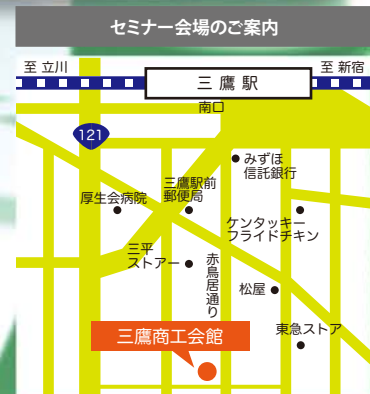 セミナー会場のご案内
至 立川
至 新宿
三鷹駅
南口
121
みずほ
信託銀行
三鷹駅前
郵便局
厚生会病院
ケンタッキー
フライドチキン
三平
ストアー
赤鳥居通り
松屋
東急ストア
三鷹商工会館